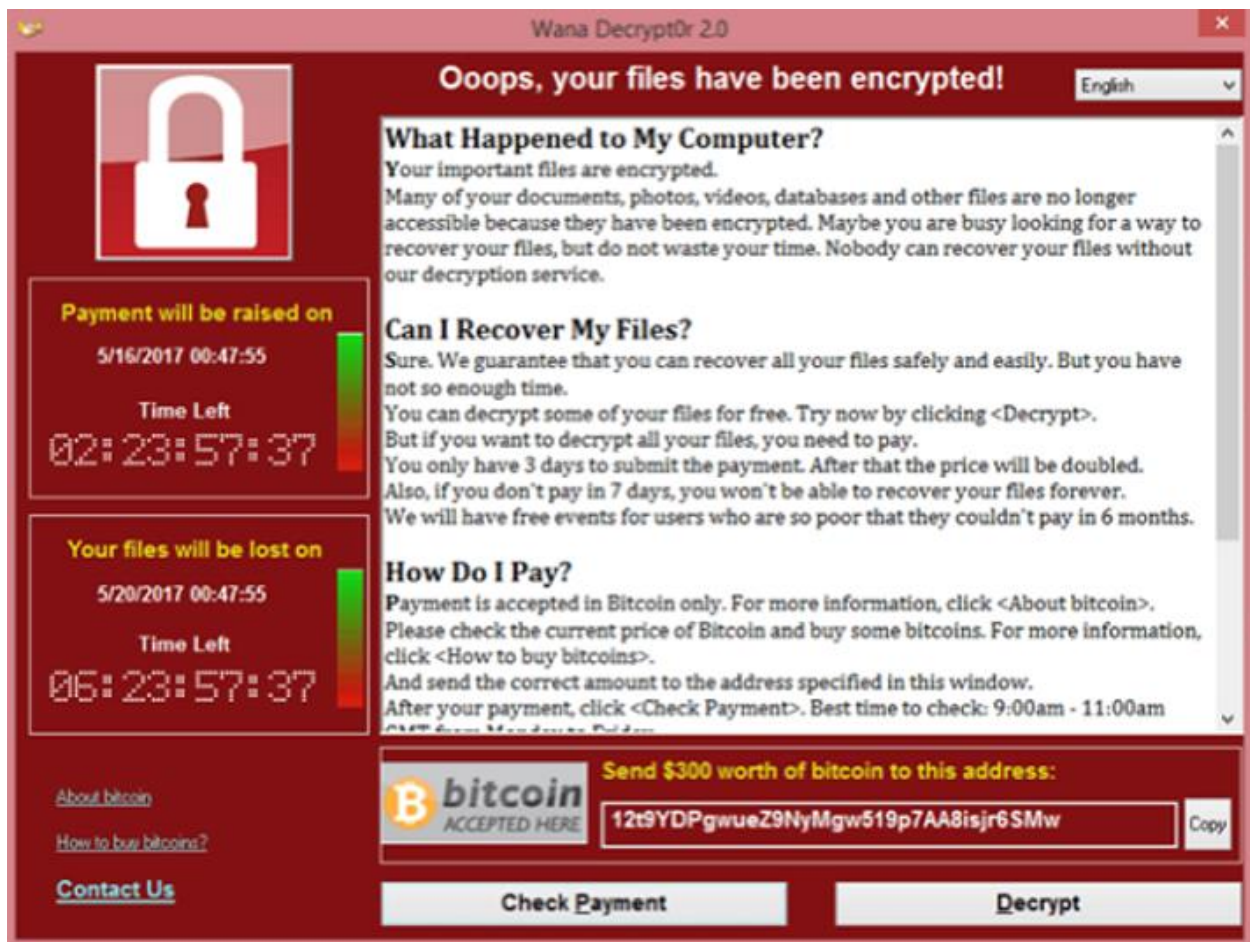 Wana Decrypt0r 2.0
Ooops, your files have been encrypted!
English
What Happened to My Computer?
Your important files are encrypted.
Many of your documents, photos, videos, databases and other files are no longer
accessible because they have been encrypted. Maybe you are busy looking for a way to
recover your files, but do not waste your time. Nobody can recover your files without
our decryption service.
Can I Recover My Files?
Sure. We guarantee that you can recover all your files safely and easily. But you have
not so enough time.
You can decrypt some of your files for free. Try now by clicking <Decrypt>.
But if you want to decrypt all your files, you need to pay.
You only have 3 days to submit the payment. After that the price will be doubled.
Also, if you don't pay in 7 days, you won't be able to recover your files forever.
We will have free events for users who are so poor that they couldn't pay in 6 months.
How Do I Pay?
Payment is accepted in Bitcoin only. For more information, click <About bitcoin>.
Please check the current price of Bitcoin and buy some bitcoins. For more information,
click <How to buy bitcoins>.
And send the correct amount to the address specified in this window.
After your payment, click <Check Payment>. Best time to check: 9:00am - 11:00am
GMT from Monday to Friday
Payment will be raised on
5/16/2017 00:47:55
Time Left
02:23:57:37
Your files will be lost on
5/20/2017 00:47:55
Time Left
06:23:57:37
About bitcoin
How to buy bitcoins?
Contact Us
bitcoin
ACCEPTED HERE
Send $300 worth of bitcoin to this address:
12t9YDPgwueZ9NyMgw519p7AA8isjr6SMw
Copy
Check Payment
Decrypt